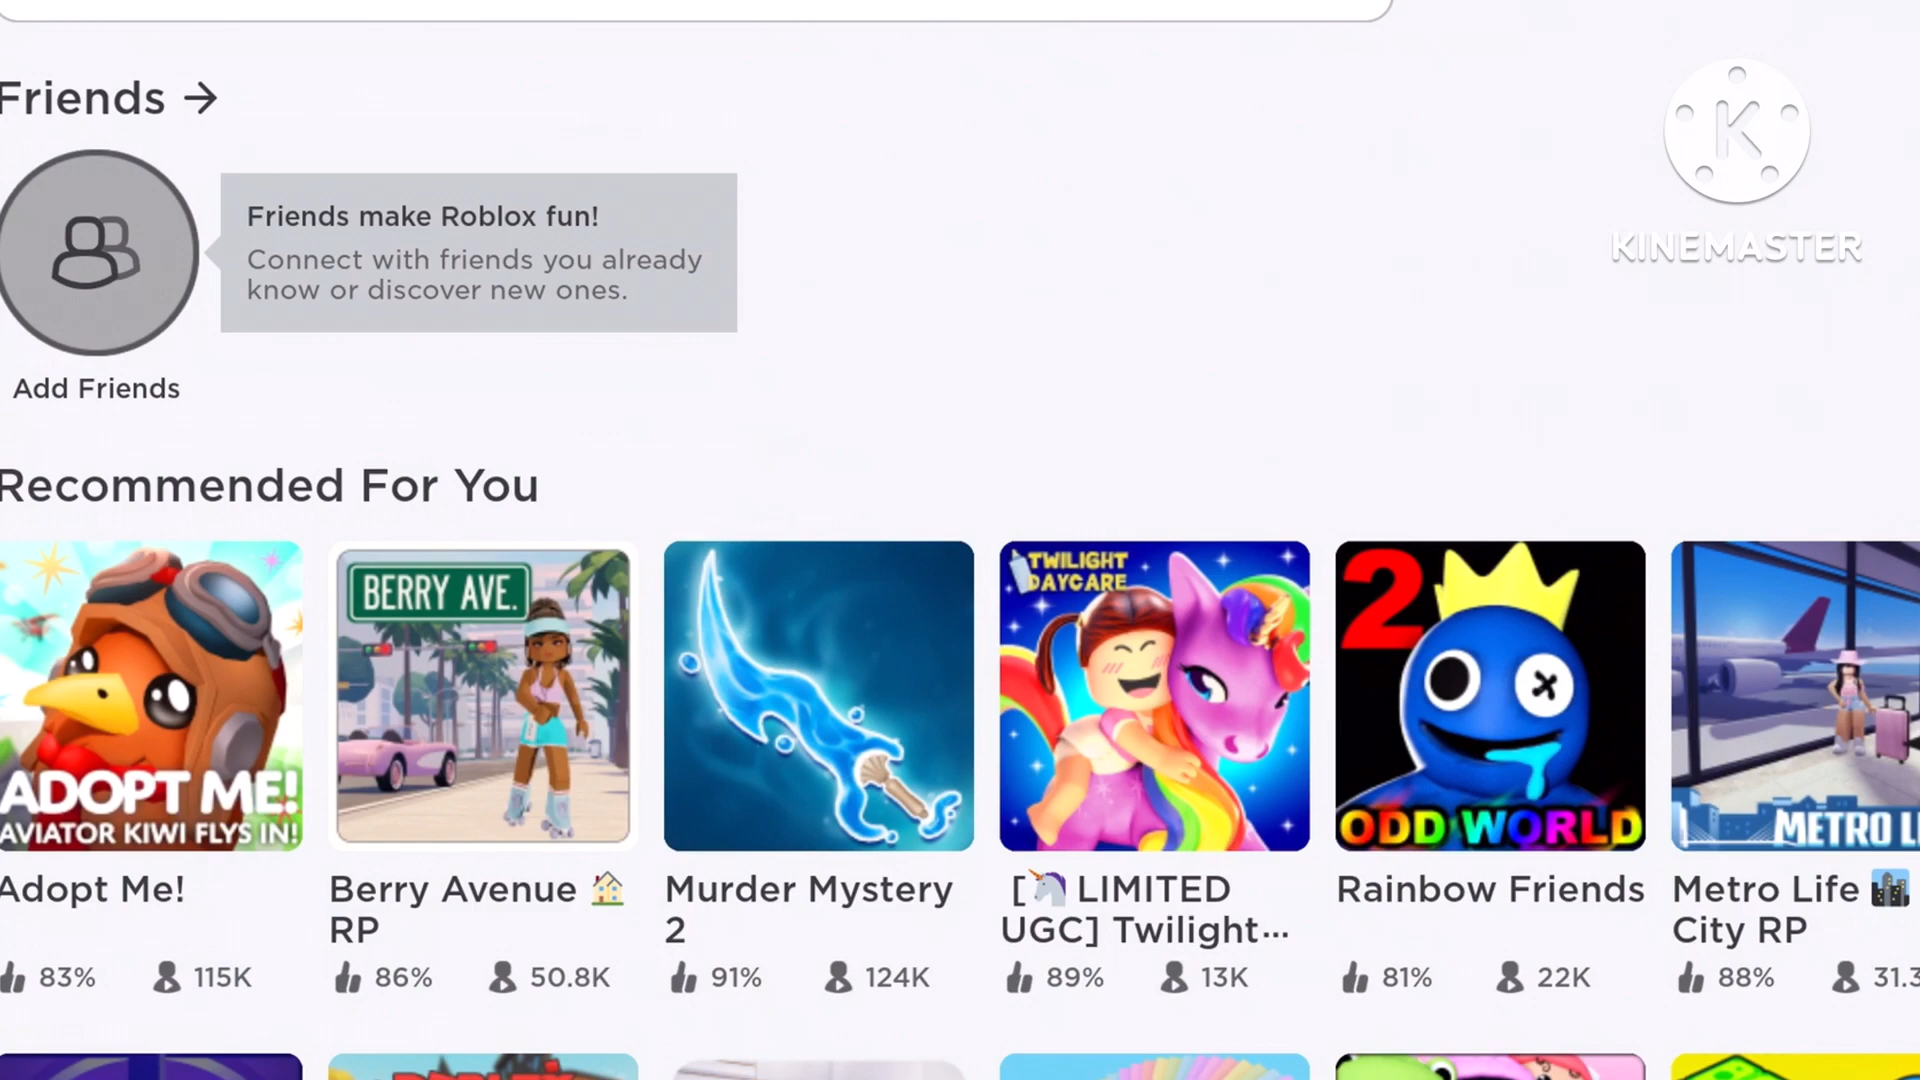 Friends →
KINEMASTER
Friends make Roblox fun!
Connect with friends you already
know or discover new ones.
Add Friends
Recommended For You
ADOPT ME!
AVIATOR KIWI FLYS IN!
BERRY AVE.
TWILIGHT
DAYCARE
2
ODD WORLD
METRO L
Adopt Me!
Berry Avenue 🏠
RP
Murder Mystery
2
[🦄 LIMITED
UGC] Twilight...
Rainbow Friends
Metro Life 🏙️
City RP
83% 115K
86% 50.8K
91% 124K
89% 13K
81% 22K
88% 31.3